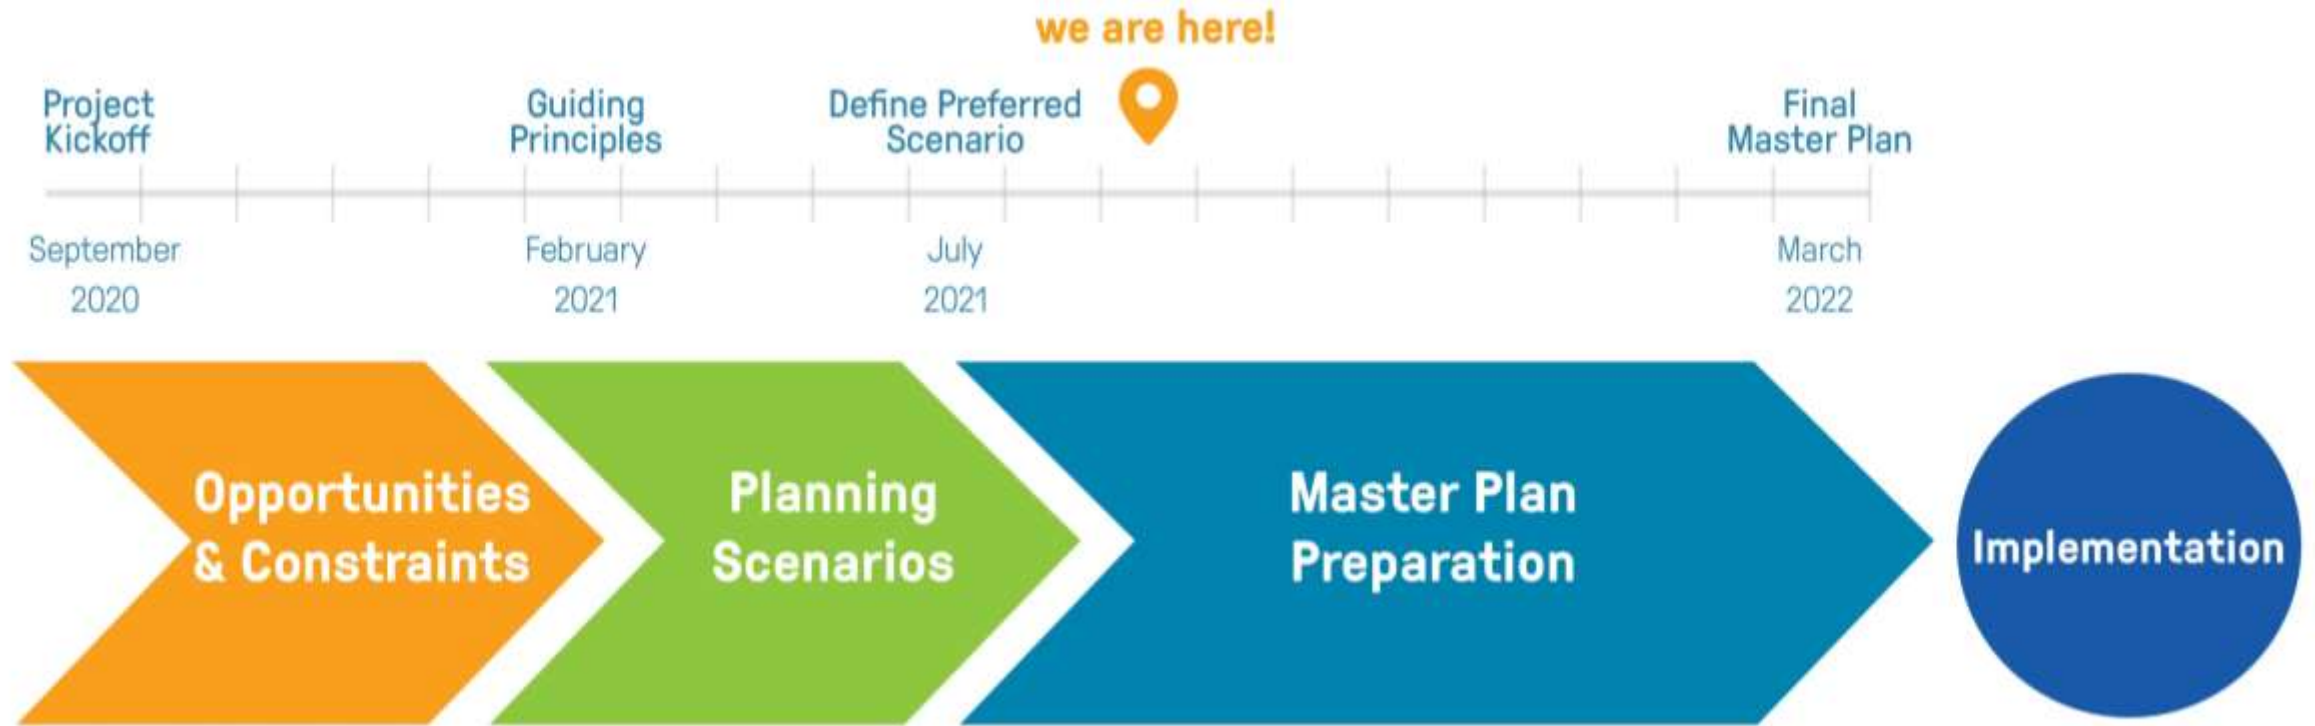 we are here!
Project
Kickoff
Guiding
Principles
Define Preferred
Scenario
Final
Master Plan
September
2020
February
2021
July
2021
March
2022
Opportunities
& Constraints
Planning
Scenarios
Master Plan
Preparation
Implementation